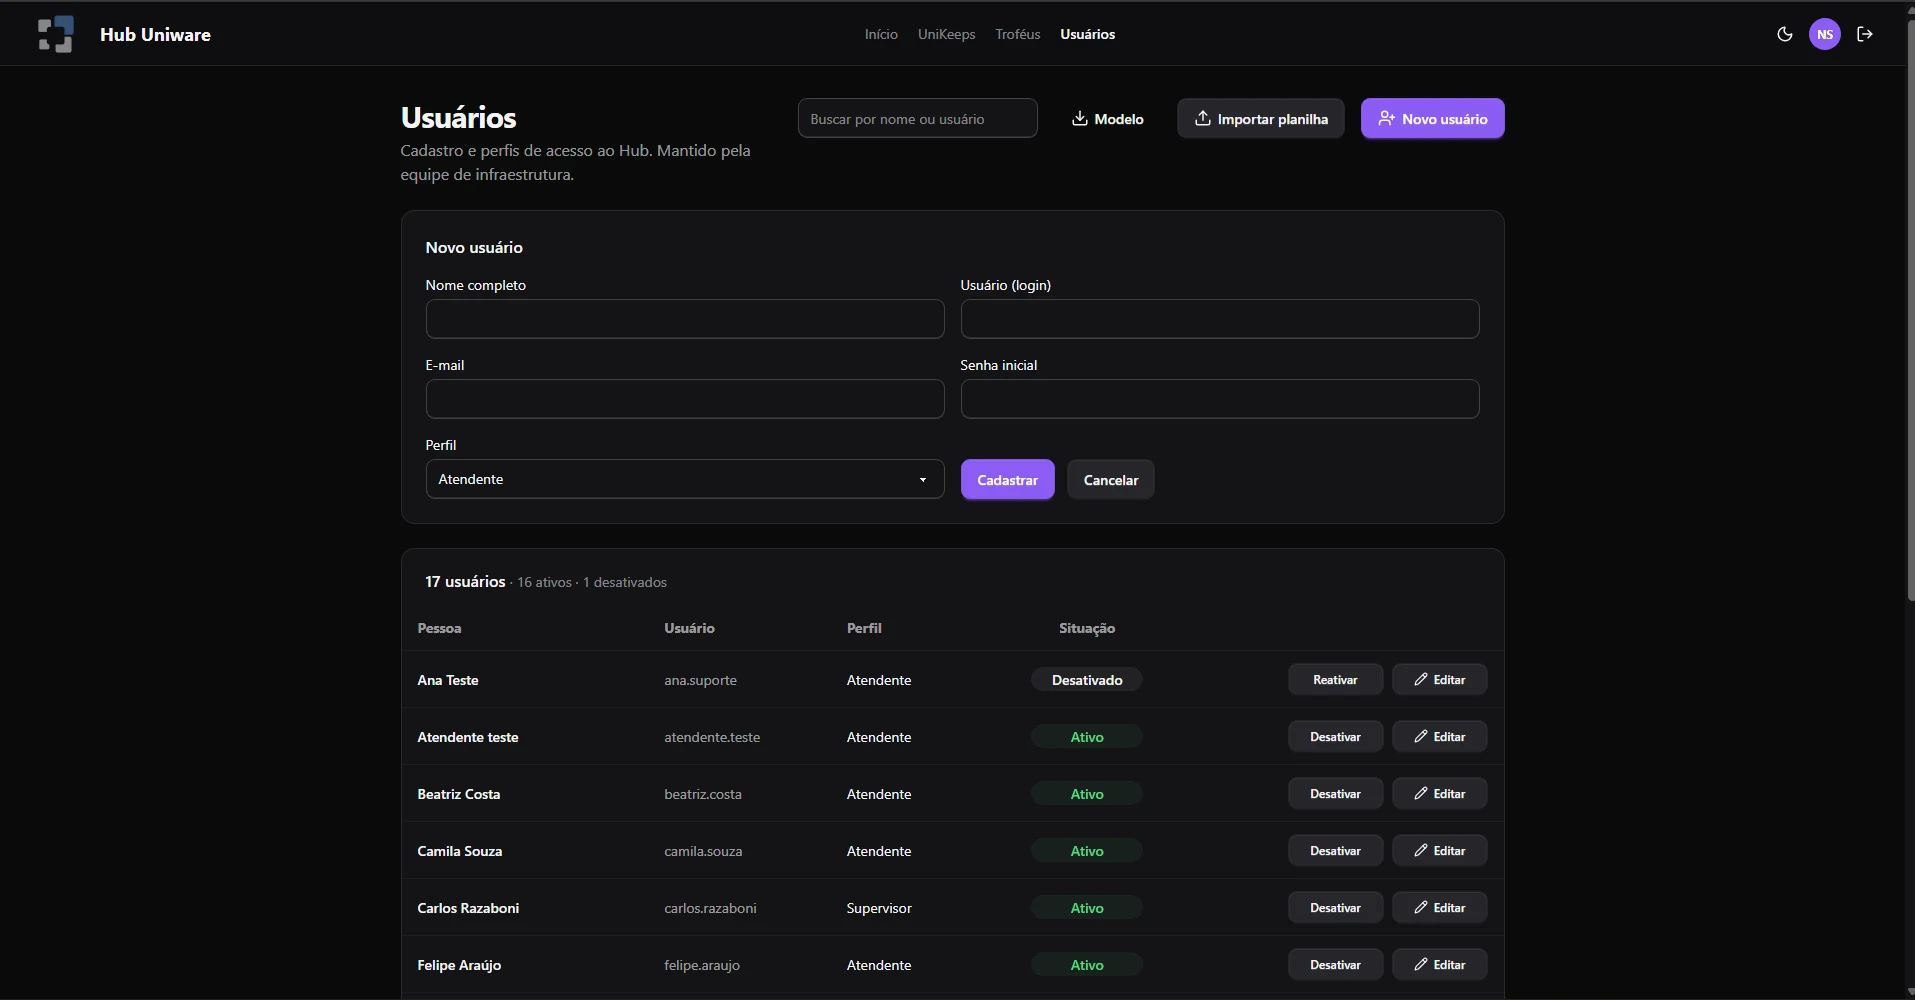 Hub Uniware
Início UniKeeps Troféus Usuários
NS
Usuários
Cadastro e perfis de acesso ao Hub. Mantido pela
equipe de infraestrutura.
Buscar por nome ou usuário
Modelo
Importar planilha
Novo usuário
Novo usuário
Nome completo
Usuário (login)
E-mail
Senha inicial
Perfil
Atendente
Cadastrar
Cancelar
17 usuários · 16 ativos · 1 desativados
Pessoa Usuário Perfil Situação
Ana Teste ana.suporte Atendente Desativado Reativar Editar
Atendente teste atendente.teste Atendente Ativo Desativar Editar
Beatriz Costa beatriz.costa Atendente Ativo Desativar Editar
Camila Souza camila.souza Atendente Ativo Desativar Editar
Carlos Razaboni carlos.razaboni Supervisor Ativo Desativar Editar
Felipe Araújo felipe.araujo Atendente Ativo Desativar Editar